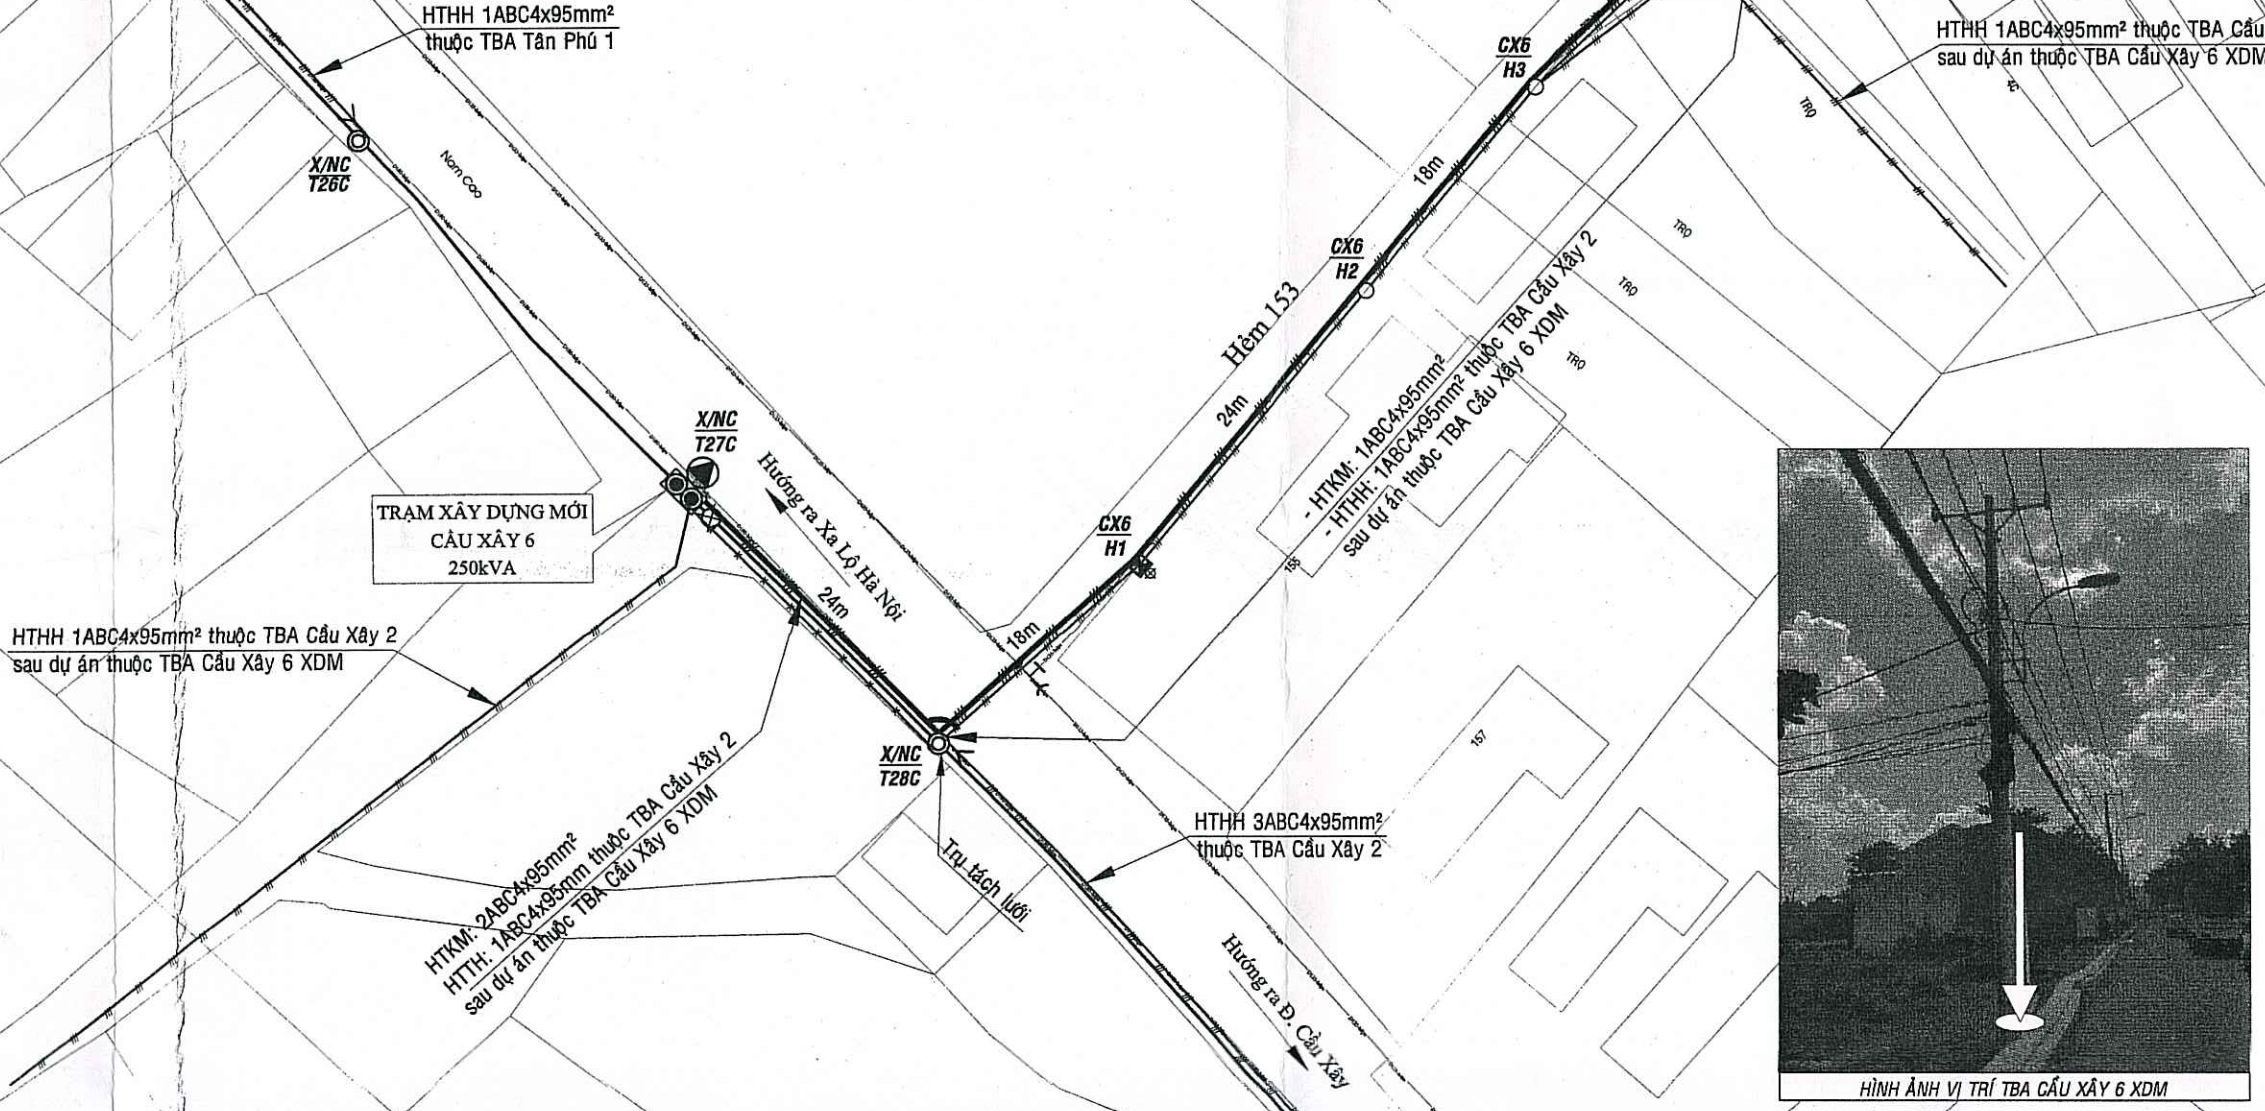 HTHH 1ABC4x95mm²
thuộc TBA Tân Phú 1
HTHH 1ABC4x95mm² thuộc TBA Cầu
sau dự án thuộc TBA Cầu Xây 6 XDM
CX6
H3
X/NC
T26C
Nam Cao
18m
TRỌ
TRỌ
TRỌ
TRỌ
CX6
H2
Hẻm 153
24m
- HTKM: 1ABC4x95mm²
- HTHH: 1ABC4x95mm² thuộc TBA Cầu Xây 2
sau dự án thuộc TBA Cầu Xây 6 XDM
X/NC
T27C
Hướng ra Xa Lộ Hà Nội
TRẠM XÂY DỰNG MỚI
CẦU XÂY 6
250kVA
CX6
H1
155
24m
18m
HTHH 1ABC4x95mm² thuộc TBA Cầu Xây 2
sau dự án thuộc TBA Cầu Xây 6 XDM
X/NC
T28C
157
HTKM: 2ABC4x95mm²
HTTH: 1ABC4x95mm thuộc TBA Cầu Xây 2
sau dự án thuộc TBA Cầu Xây 6 XDM
Trụ tách lưới
HTHH 3ABC4x95mm²
thuộc TBA Cầu Xây 2
Hướng ra Đ. Cầu Xây
HÌNH ẢNH VỊ TRÍ TBA CẦU XÂY 6 XDM